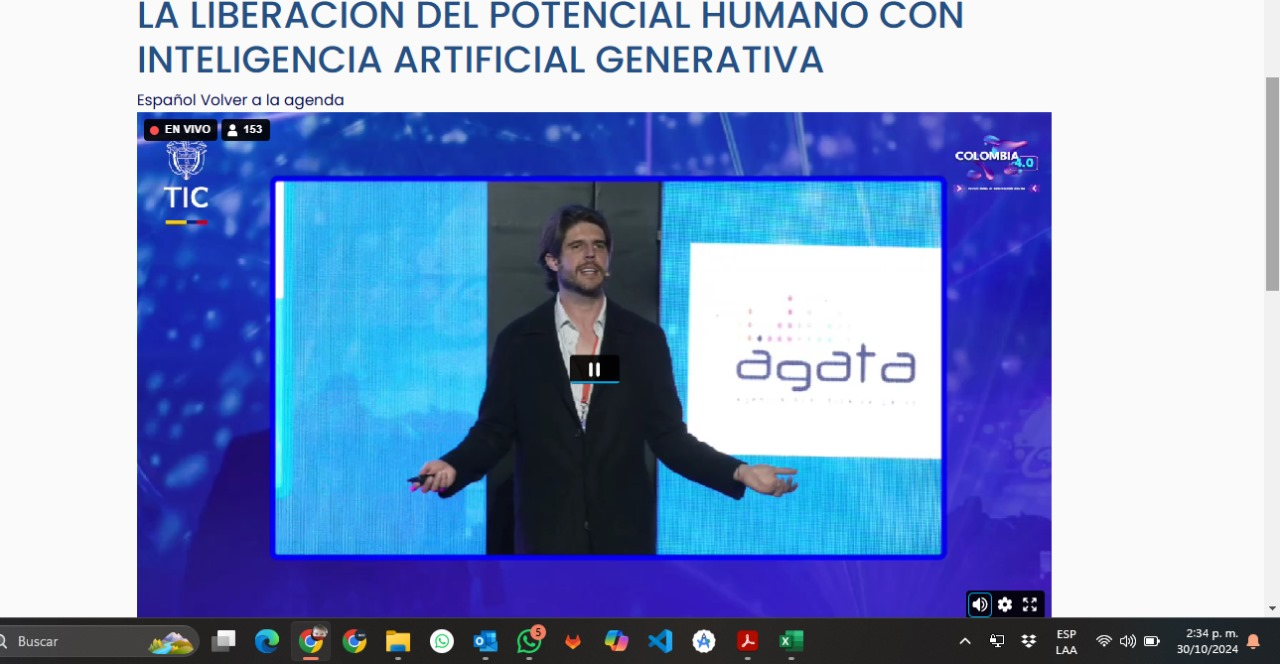 LA LIBERACIÓN DEL POTENCIAL HUMANO CON
INTELIGENCIA ARTIFICIAL GENERATIVA
Español Volver a la agenda
EN VIVO
153
TIC
COLOMBIA
4.0
agata
Buscar
5
ESP
LAA
2:34 p. m.
30/10/2024